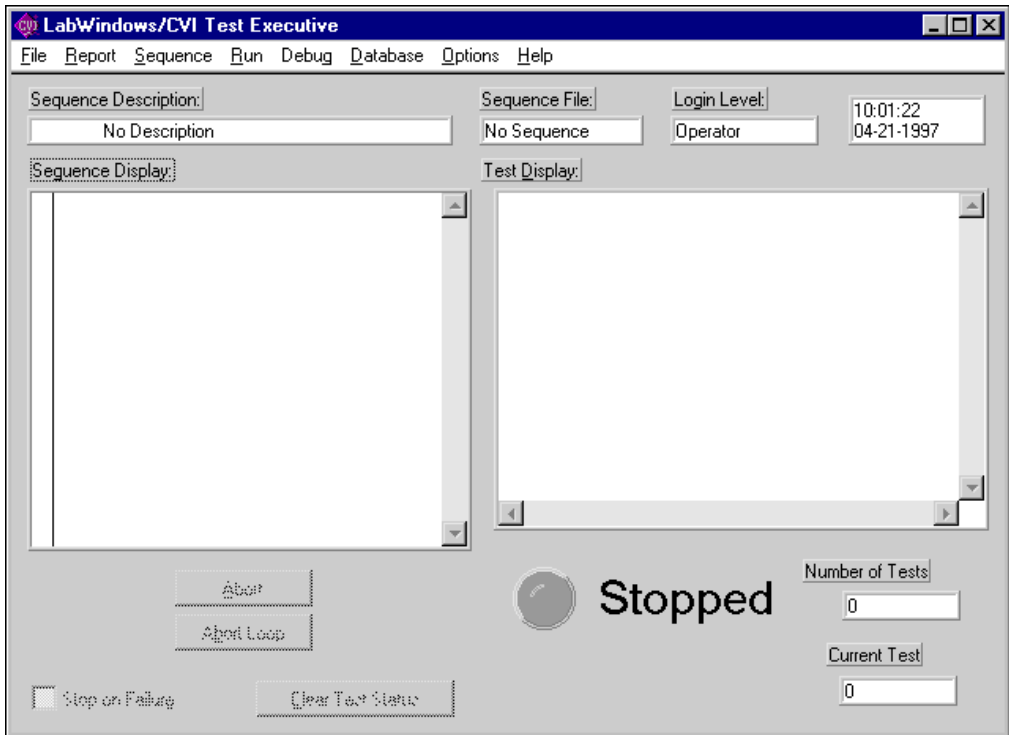 CVI LabWindows/CVI Test Executive
File Report Sequence Run Debug Database Options Help
Sequence Description:
No Description
Sequence File:
No Sequence
Login Level:
Operator
10:01:22
04-21-1997
Sequence Display:
Test Display:
Abort
Abort Loop
Stop on Failure
Clear Test Status
Stopped
Number of Tests
0
Current Test
0